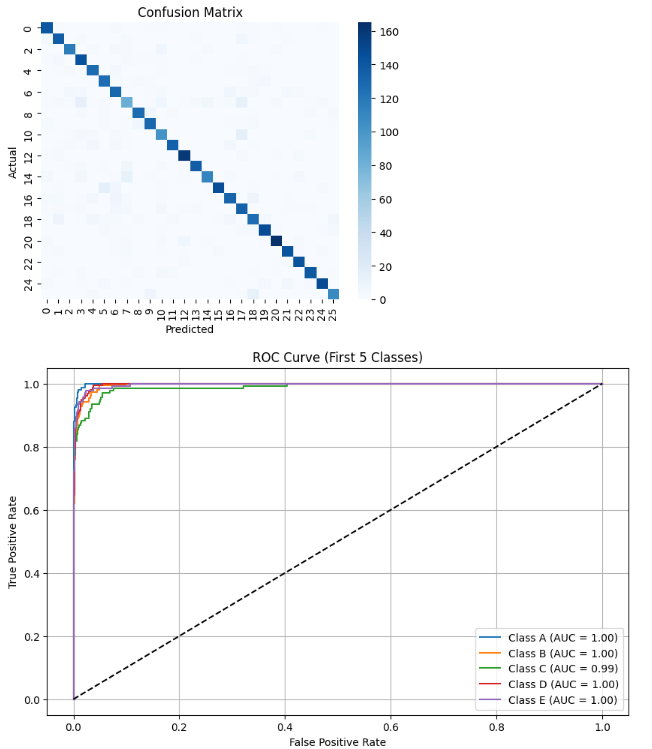 Confusion Matrix
Actual
0
2
4
6
8
10
12
14
16
18
20
22
24
0 1 2 3 4 5 6 7 8 9 10 11 12 13 14 15 16 17 18 19 20 21 22 23 24 25
Predicted
160
140
120
100
80
60
40
20
0
ROC Curve (First 5 Classes)
True Positive Rate
1.0
0.8
0.6
0.4
0.2
0.0
Class A (AUC = 1.00)
Class B (AUC = 1.00)
Class C (AUC = 0.99)
Class D (AUC = 1.00)
Class E (AUC = 1.00)
0.0 0.2 0.4 0.6 0.8 1.0
False Positive Rate